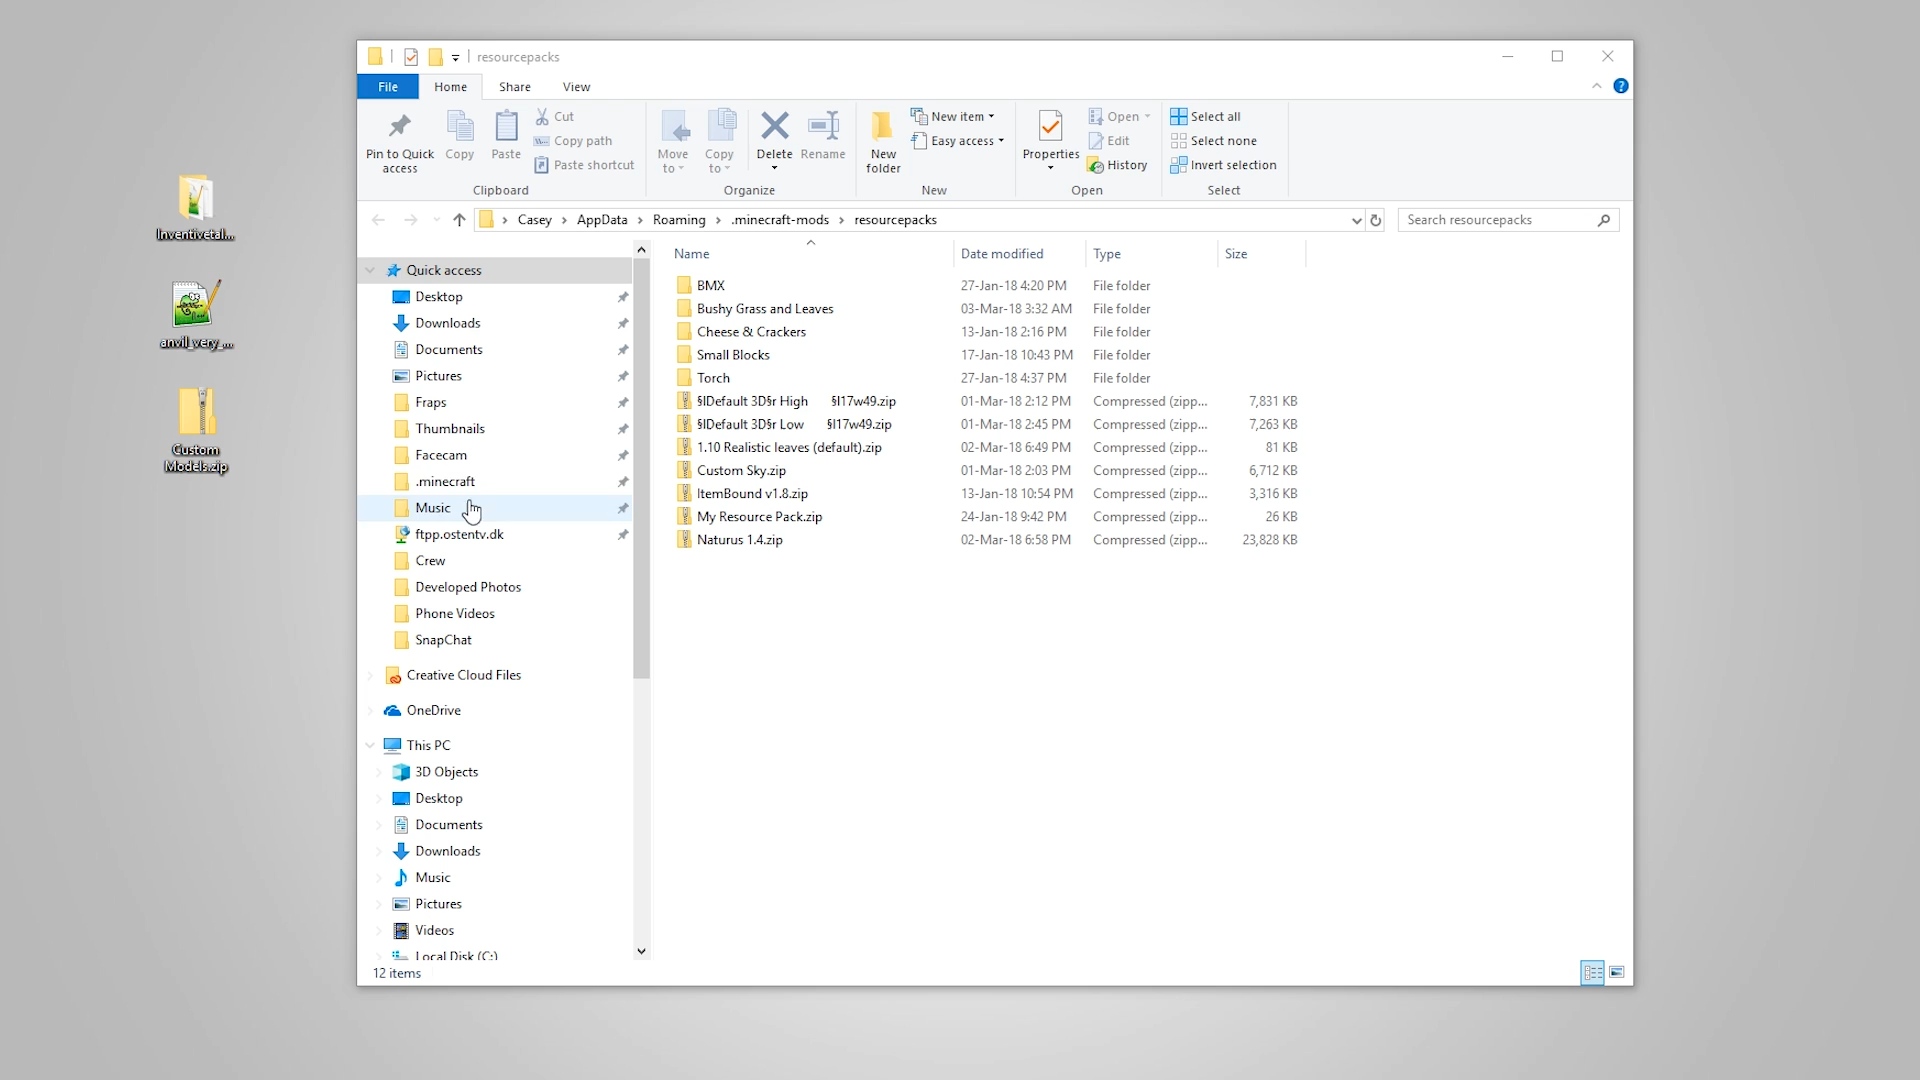 resourcepacks
File
Home
Share
View
Pin to Quick access
Copy
Paste
Cut
Copy path
Paste shortcut
Clipboard
Move to
Copy to
Delete
Rename
Organize
New folder
New item
Easy access
New
Properties
Open
Edit
History
Open
Select all
Select none
Invert selection
Select
Casey > AppData > Roaming > .minecraft-mods > resourcepacks
Search resourcepacks
Inventivetal...
anvil_very_...
Custom
Models.zip
Quick access
Desktop
Downloads
Documents
Pictures
Fraps
Thumbnails
Facecam
.minecraft
Music
ftpp.ostentv.dk
Crew
Developed Photos
Phone Videos
SnapChat
Creative Cloud Files
OneDrive
This PC
3D Objects
Desktop
Documents
Downloads
Music
Pictures
Videos
Local Disk (C:)
Name Date modified Type Size
BMX 27-Jan-18 4:20 PM File folder
Bushy Grass and Leaves 03-Mar-18 3:32 AM File folder
Cheese & Crackers 13-Jan-18 2:16 PM File folder
Small Blocks 17-Jan-18 10:43 PM File folder
Torch 27-Jan-18 4:37 PM File folder
§lDefault 3D§r High §l17w49.zip 01-Mar-18 2:12 PM Compressed (zipp... 7,831 KB
§lDefault 3D§r Low §l17w49.zip 01-Mar-18 2:45 PM Compressed (zipp... 7,263 KB
1.10 Realistic leaves (default).zip 02-Mar-18 6:49 PM Compressed (zipp... 81 KB
Custom Sky.zip 01-Mar-18 2:03 PM Compressed (zipp... 6,712 KB
ItemBound v1.8.zip 13-Jan-18 10:54 PM Compressed (zipp... 3,316 KB
My Resource Pack.zip 24-Jan-18 9:42 PM Compressed (zipp... 26 KB
Naturus 1.4.zip 02-Mar-18 6:58 PM Compressed (zipp... 23,828 KB
12 items